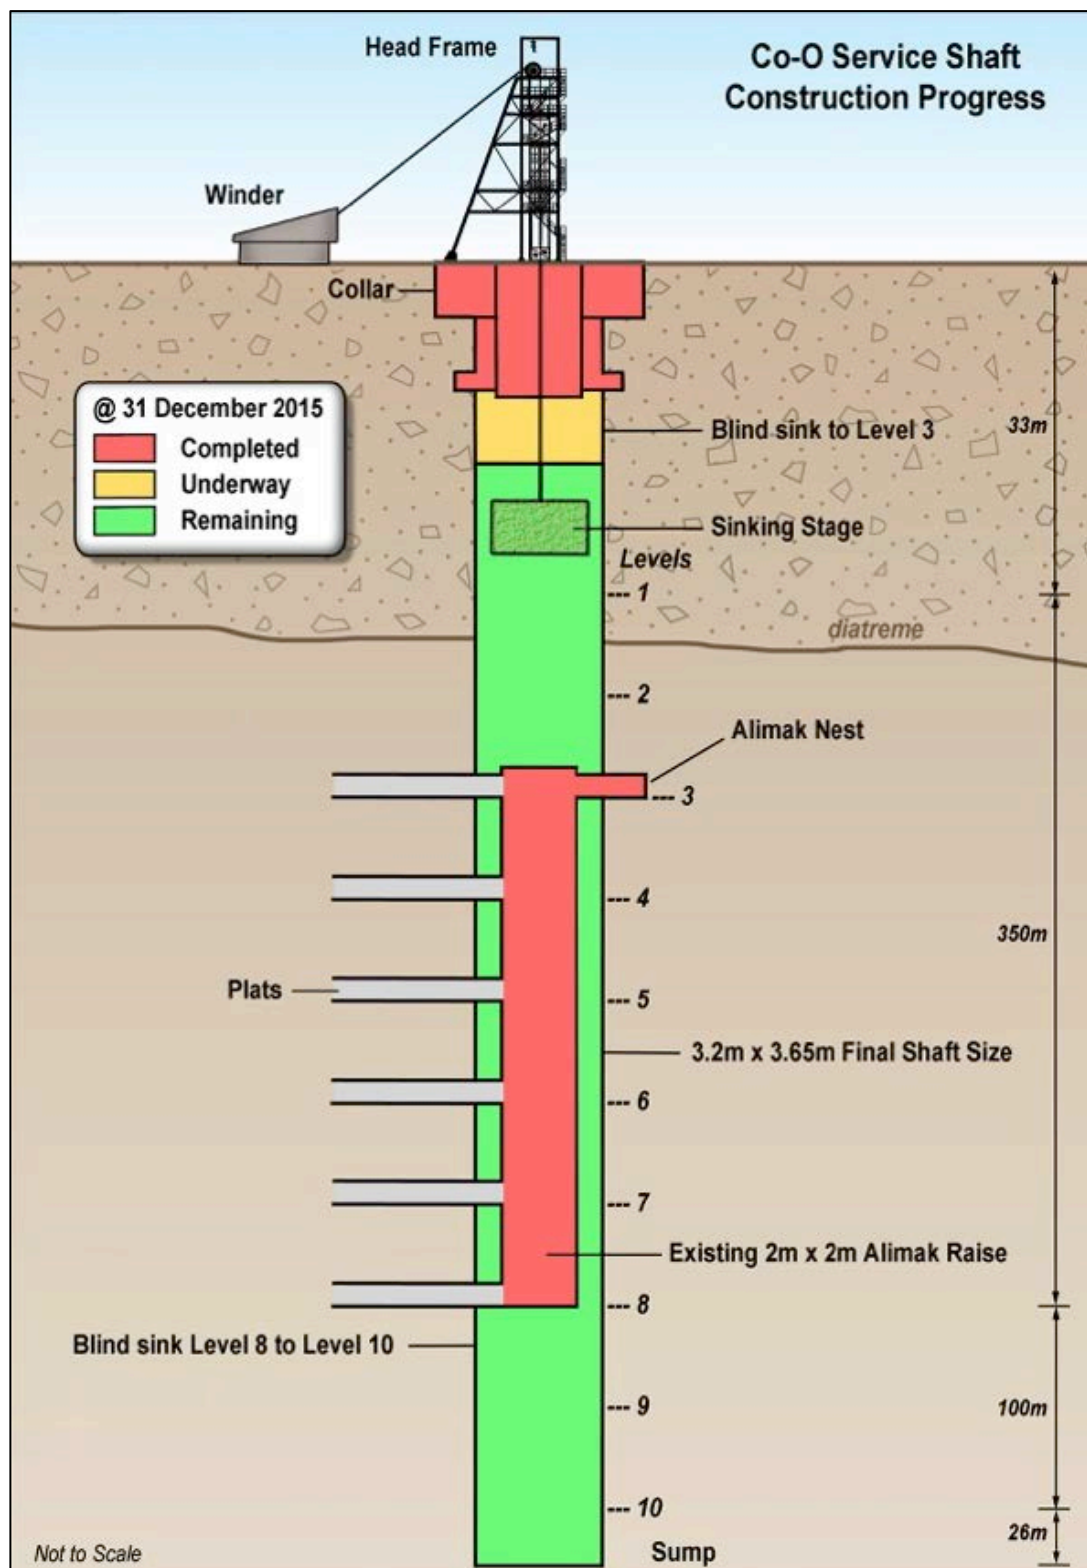 Head Frame
Co-O Service Shaft
Construction Progress
Winder
Collar
@ 31 December 2015
Completed
Underway
Remaining
Blind sink to Level 3
33m
Sinking Stage
Levels
--- 1
diatreme
--- 2
Alimak Nest
--- 3
--- 4
350m
Plats
--- 5
3.2m x 3.65m Final Shaft Size
--- 6
--- 7
Existing 2m x 2m Alimak Raise
--- 8
Blind sink Level 8 to Level 10
--- 9
100m
--- 10
26m
Not to Scale
Sump